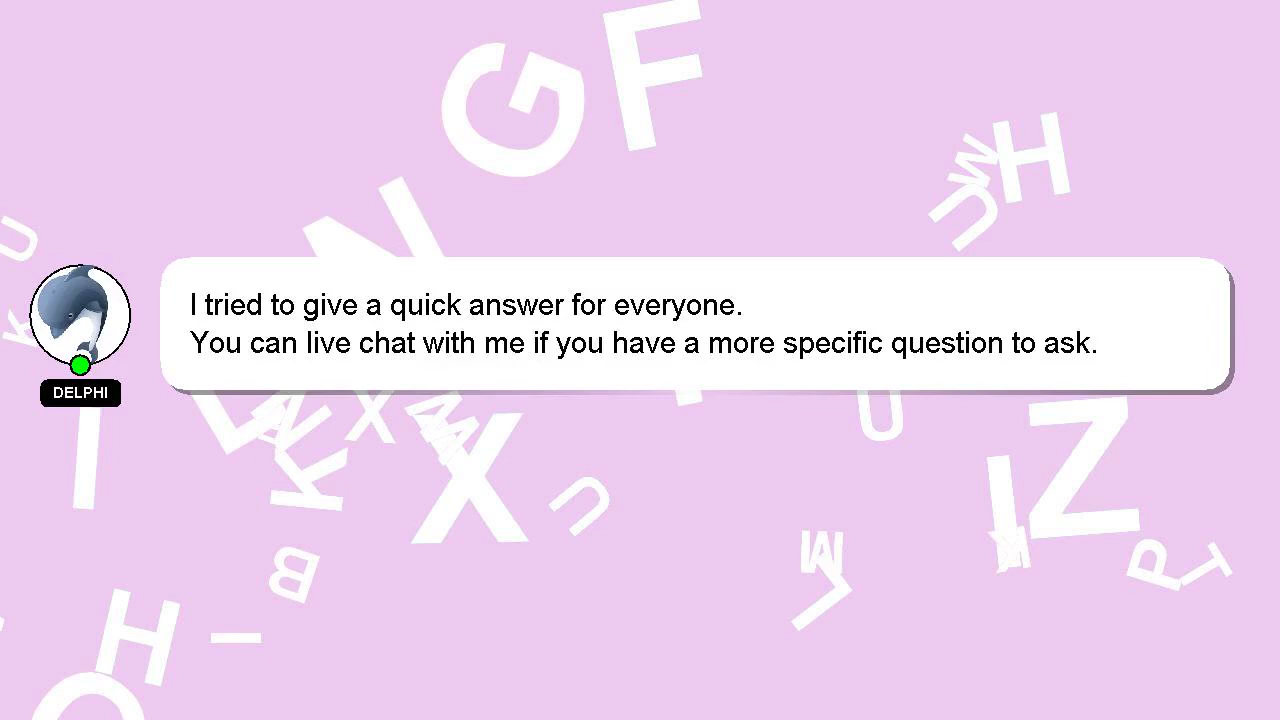 I tried to give a quick answer for everyone.
You can live chat with me if you have a more specific question to ask.
DELPHI